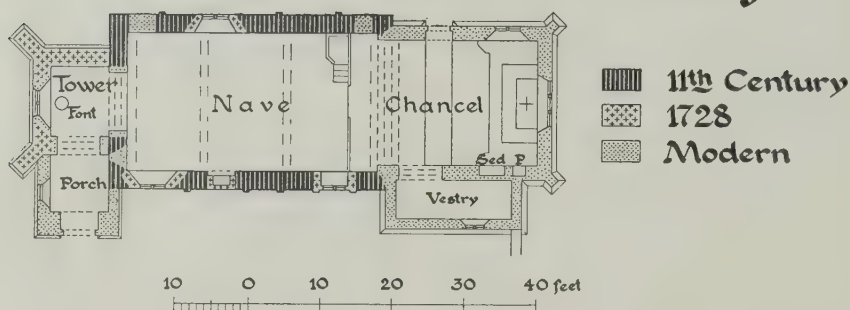 Tower
Font
Nave
Chancel
Sed P
Porch
Vestry
11th Century
1728
Modern
10 0 10 20 30 40 feet